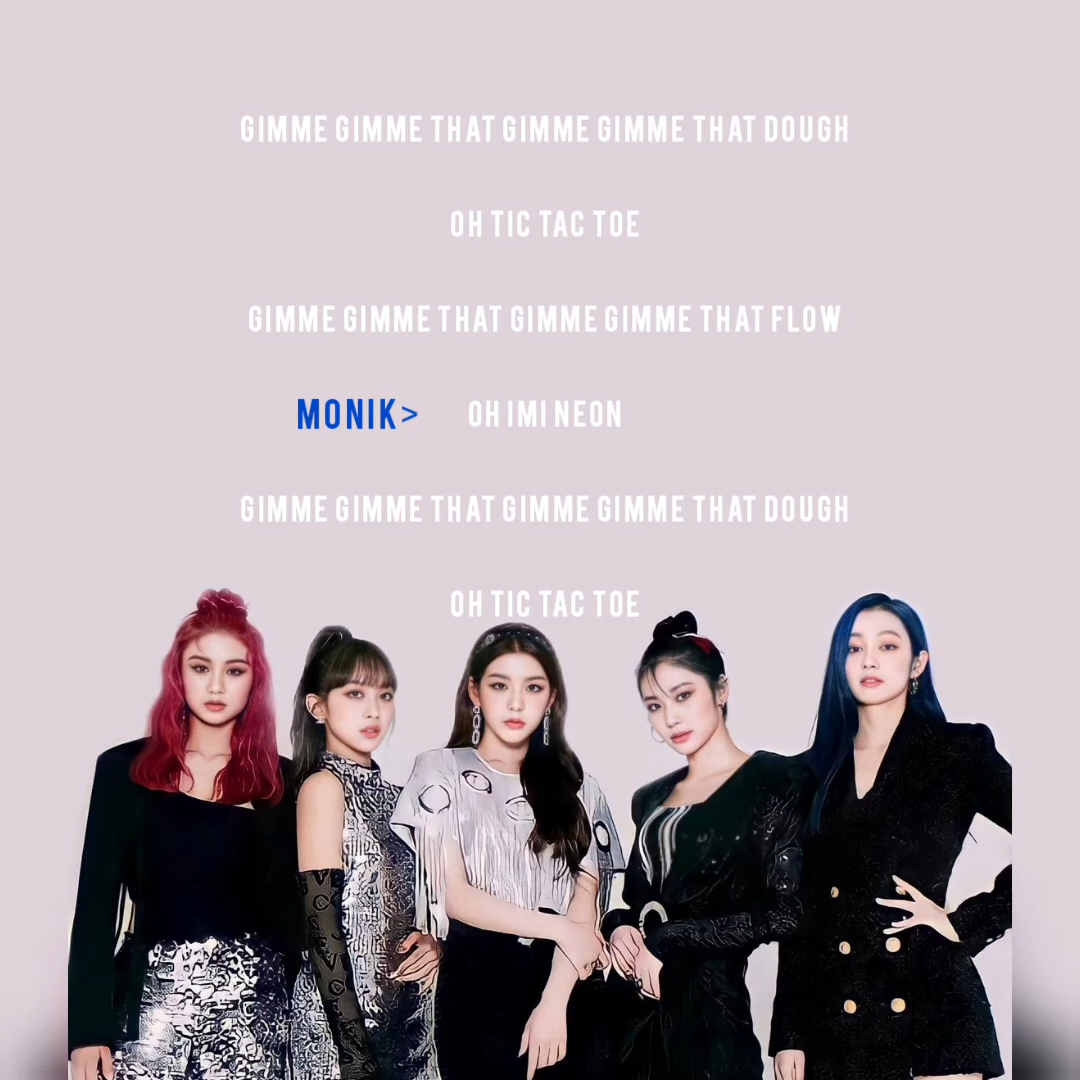 GIMME GIMME THAT GIMME GIMME THAT DOUGH
OH TIC TAC TOE
GIMME GIMME THAT GIMME GIMME THAT FLOW
MONIK> OH IMI NEON
GIMME GIMME THAT GIMME GIMME THAT DOUGH
OH TIC TAC TOE